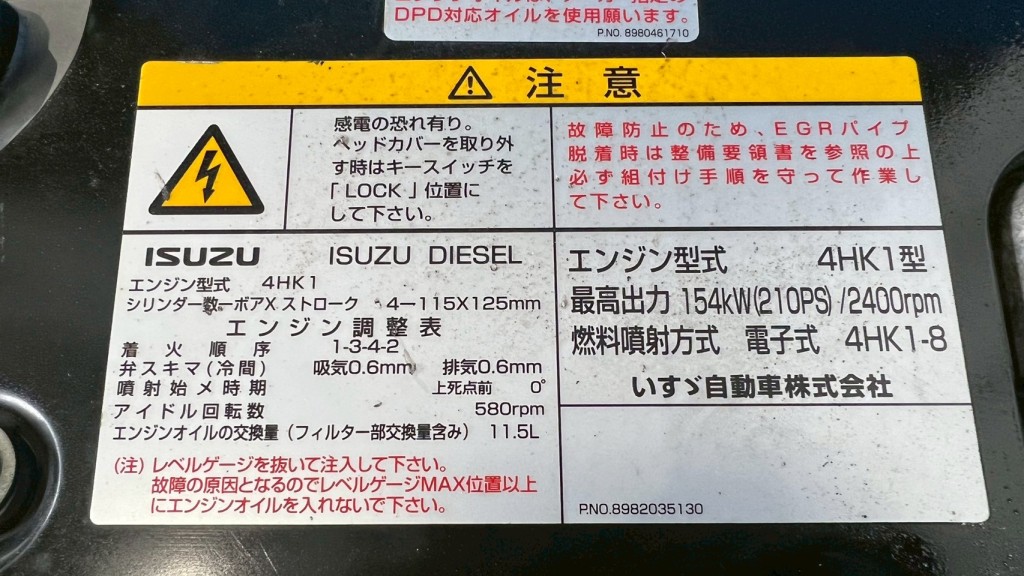 DPD対応オイルを使用願います。
P.NO. 8980461710
注 意
感電の恐れ有り。
ヘッドカバーを取り外
す時はキースイッチを
「LOCK」位置に
して下さい。
故障防止のため、EGRパイプ
脱着時は整備要領書を参照の上
必ず組付け手順を守って作業し
て下さい。
ISUZU ISUZU DIESEL
エンジン型式 4HK1
シリンダー数ーボアXストローク 4ー115X125mm
エンジン調整表
着火順序 1-3-4-2
弁スキマ(冷間) 吸気0.6mm 排気0.6mm
噴射始メ時期 上死点前 0°
アイドル回転数 580rpm
エンジンオイルの交換量(フィルター部交換量含み) 11.5L
(注) レベルゲージを抜いて注入して下さい。
故障の原因となるのでレベルゲージMAX位置以上
にエンジンオイルを入れないで下さい。
エンジン型式 4HK1型
最高出力 154kW(210PS)/2400rpm
燃料噴射方式 電子式 4HK1-8
いすゞ自動車株式会社
P.NO.8982035130